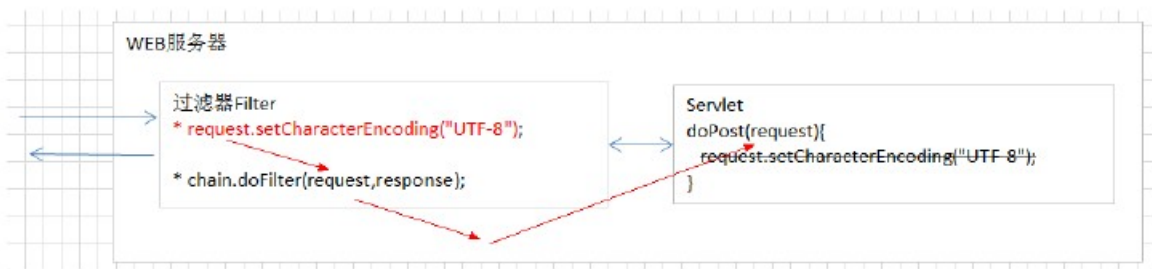 WEB服务器
过滤器Filter
* request.setCharacterEncoding("UTF-8");
* chain.doFilter(request,response);
Servlet
doPost(request){
request.setCharacterEncoding("UTF-8");
}